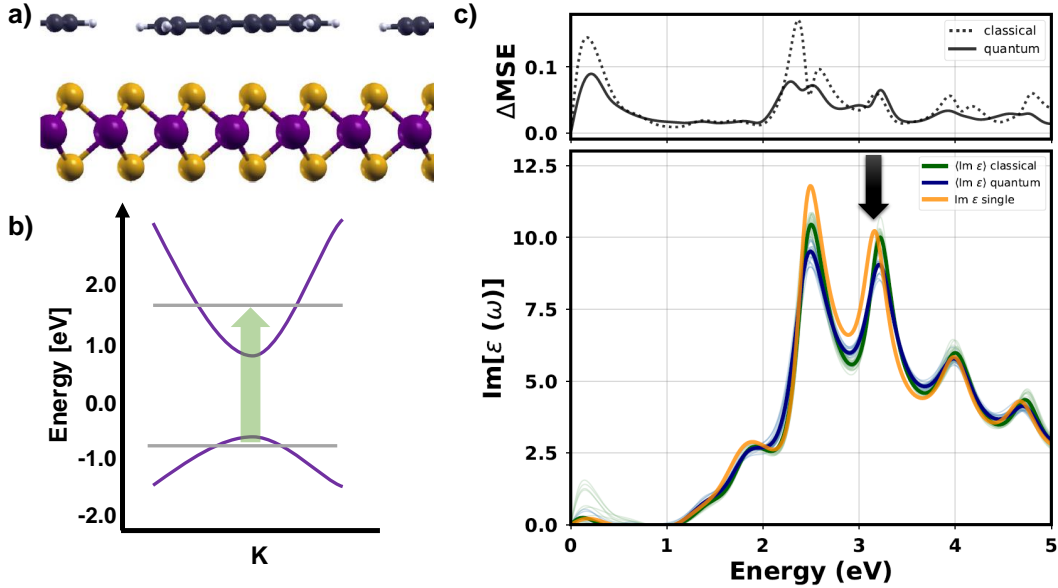 a)
b)
Energy [eV]
2.0
1.0
0.0
-1.0
-2.0
K
c)
ΔMSE
0.1
0.0
classical
quantum
Im[ε (ω)]
12.5
10.0
7.5
5.0
2.5
0.0
⟨Im ε⟩ classical
⟨Im ε⟩ quantum
Im ε single
0 1 2 3 4 5
Energy (eV)